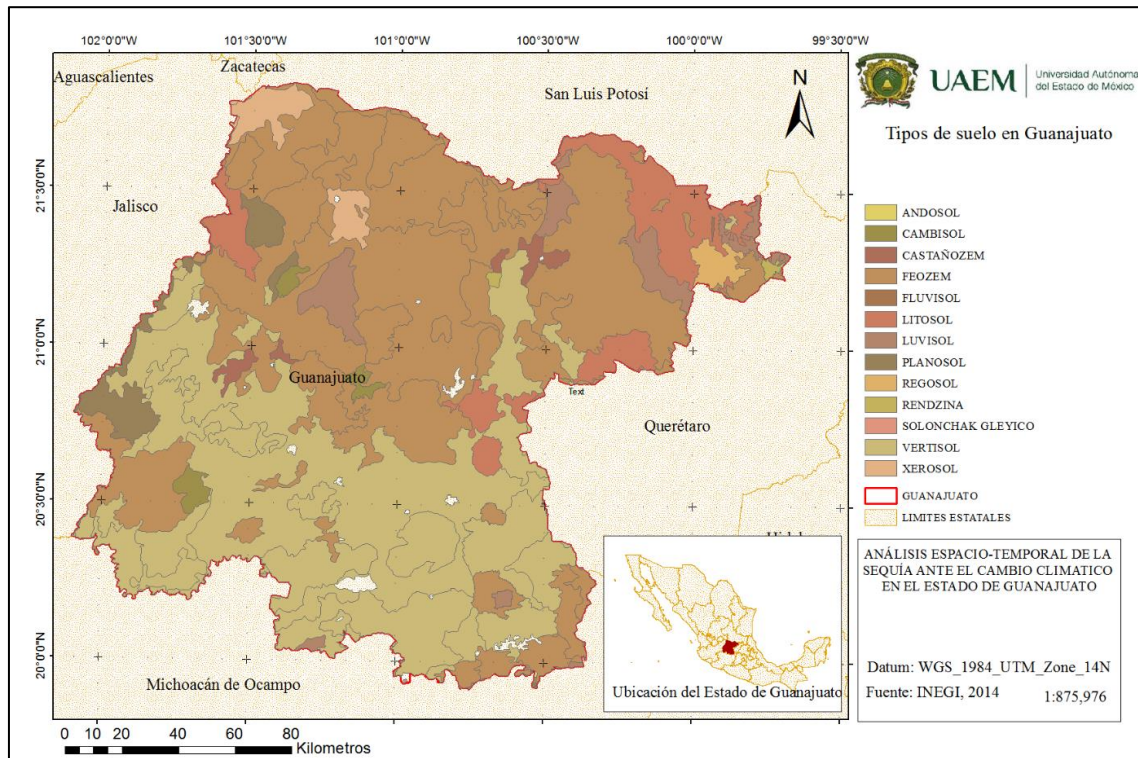 102°0'0"W 101°30'0"W 101°0'0"W 100°30'0"W 100°0'0"W 99°30'0"W
Aguascalientes
Zacatecas
San Luis Potosí
N
Jalisco
Guanajuato
Text
Querétaro
Michoacán de Ocampo
21°30'0"N
21°0'0"N
20°30'0"N
20°0'0"N
0 10 20 40 60 80
Kilometros
Ubicación del Estado de Guanajuato
UAEM
Universidad Autónoma
del Estado de México
Tipos de suelo en Guanajuato
ANDOSOL
CAMBISOL
CASTAÑOZEM
FEOZEM
FLUVISOL
LITOSOL
LUVISOL
PLANOSOL
REGOSOL
RENDZINA
SOLONCHAK GLEYICO
VERTISOL
XEROSOL
GUANAJUATO
LIMITES ESTATALES
ANÁLISIS ESPACIO-TEMPORAL DE LA
SEQUÍA ANTE EL CAMBIO CLIMATICO
EN EL ESTADO DE GUANAJUATO
Datum: WGS_1984_UTM_Zone_14N
Fuente: INEGI, 2014
1:875,976